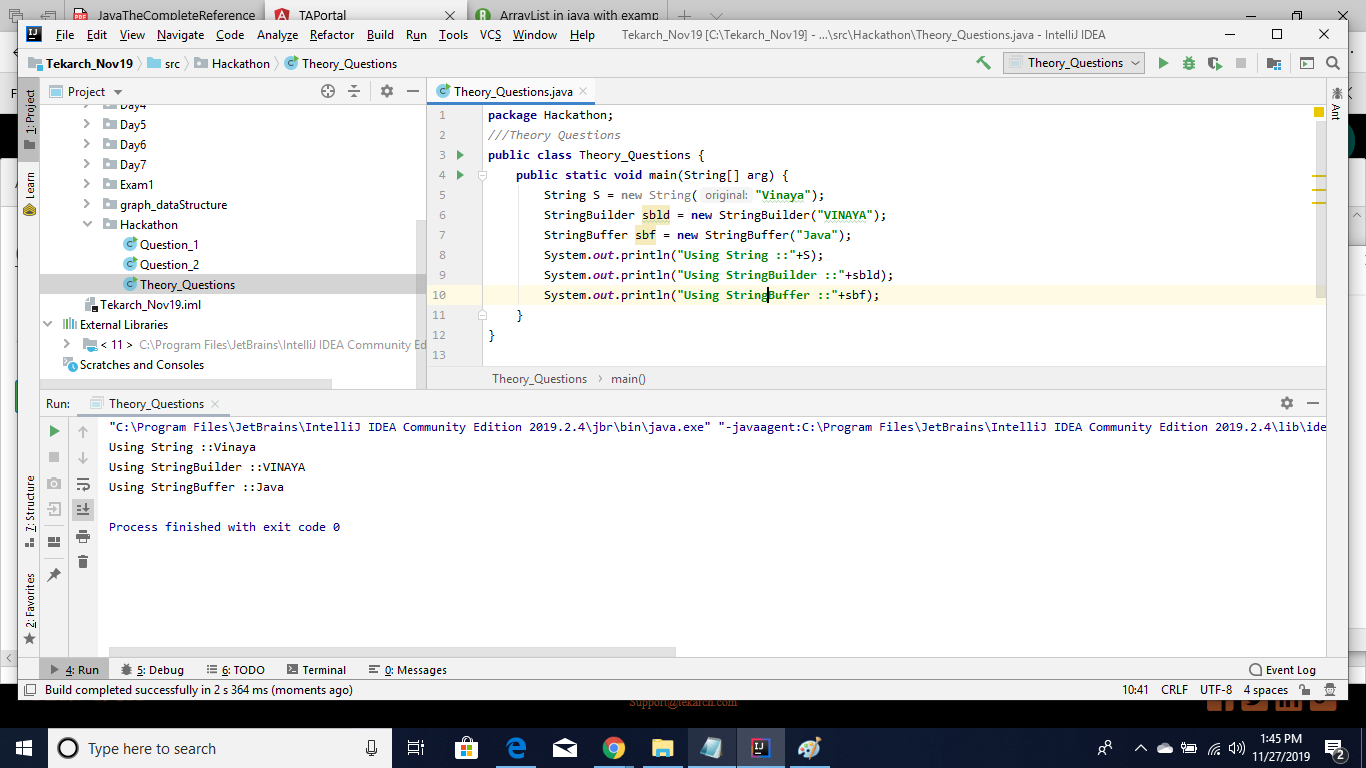 JavaTheCompleteReference
TAPortal
ArrayList in java with examp
File Edit View Navigate Code Analyze Refactor Build Run Tools VCS Window Help
Tekarch_Nov19 [C:\Tekarch_Nov19] - ...\src\Hackathon\Theory_Questions.java - IntelliJ IDEA
Tekarch_Nov19 src Hackathon Theory_Questions
Theory_Questions
1: Project
Learn
7: Structure
2: Favorites
Ant
Project
Day4
Day5
Day6
Day7
Exam1
graph_dataStructure
Hackathon
Question_1
Question_2
Theory_Questions
Tekarch_Nov19.iml
External Libraries
< 11 > C:\Program Files\JetBrains\IntelliJ IDEA Community Ed
Scratches and Consoles
Theory_Questions.java
1 package Hackathon;
2 ///Theory Questions
3 public class Theory_Questions {
4 public static void main(String[] arg) {
5 String S = new String( original: "Vinaya");
6 StringBuilder sbld = new StringBuilder("VINAYA");
7 StringBuffer sbf = new StringBuffer("Java");
8 System.out.println("Using String ::"+S);
9 System.out.println("Using StringBuilder ::"+sbld);
10 System.out.println("Using StringBuffer ::"+sbf);
11 }
12 }
13
Theory_Questions main()
Run: Theory_Questions
"C:\Program Files\JetBrains\IntelliJ IDEA Community Edition 2019.2.4\jbr\bin\java.exe" "-javaagent:C:\Program Files\JetBrains\IntelliJ IDEA Community Edition 2019.2.4\lib\ide
Using String ::Vinaya
Using StringBuilder ::VINAYA
Using StringBuffer ::Java
Process finished with exit code 0
4: Run 5: Debug 6: TODO Terminal 0: Messages
Event Log
Build completed successfully in 2 s 364 ms (moments ago)
10:41 CRLF UTF-8 4 spaces
Support@tekarch.com
Type here to search
1:45 PM
11/27/2019
2